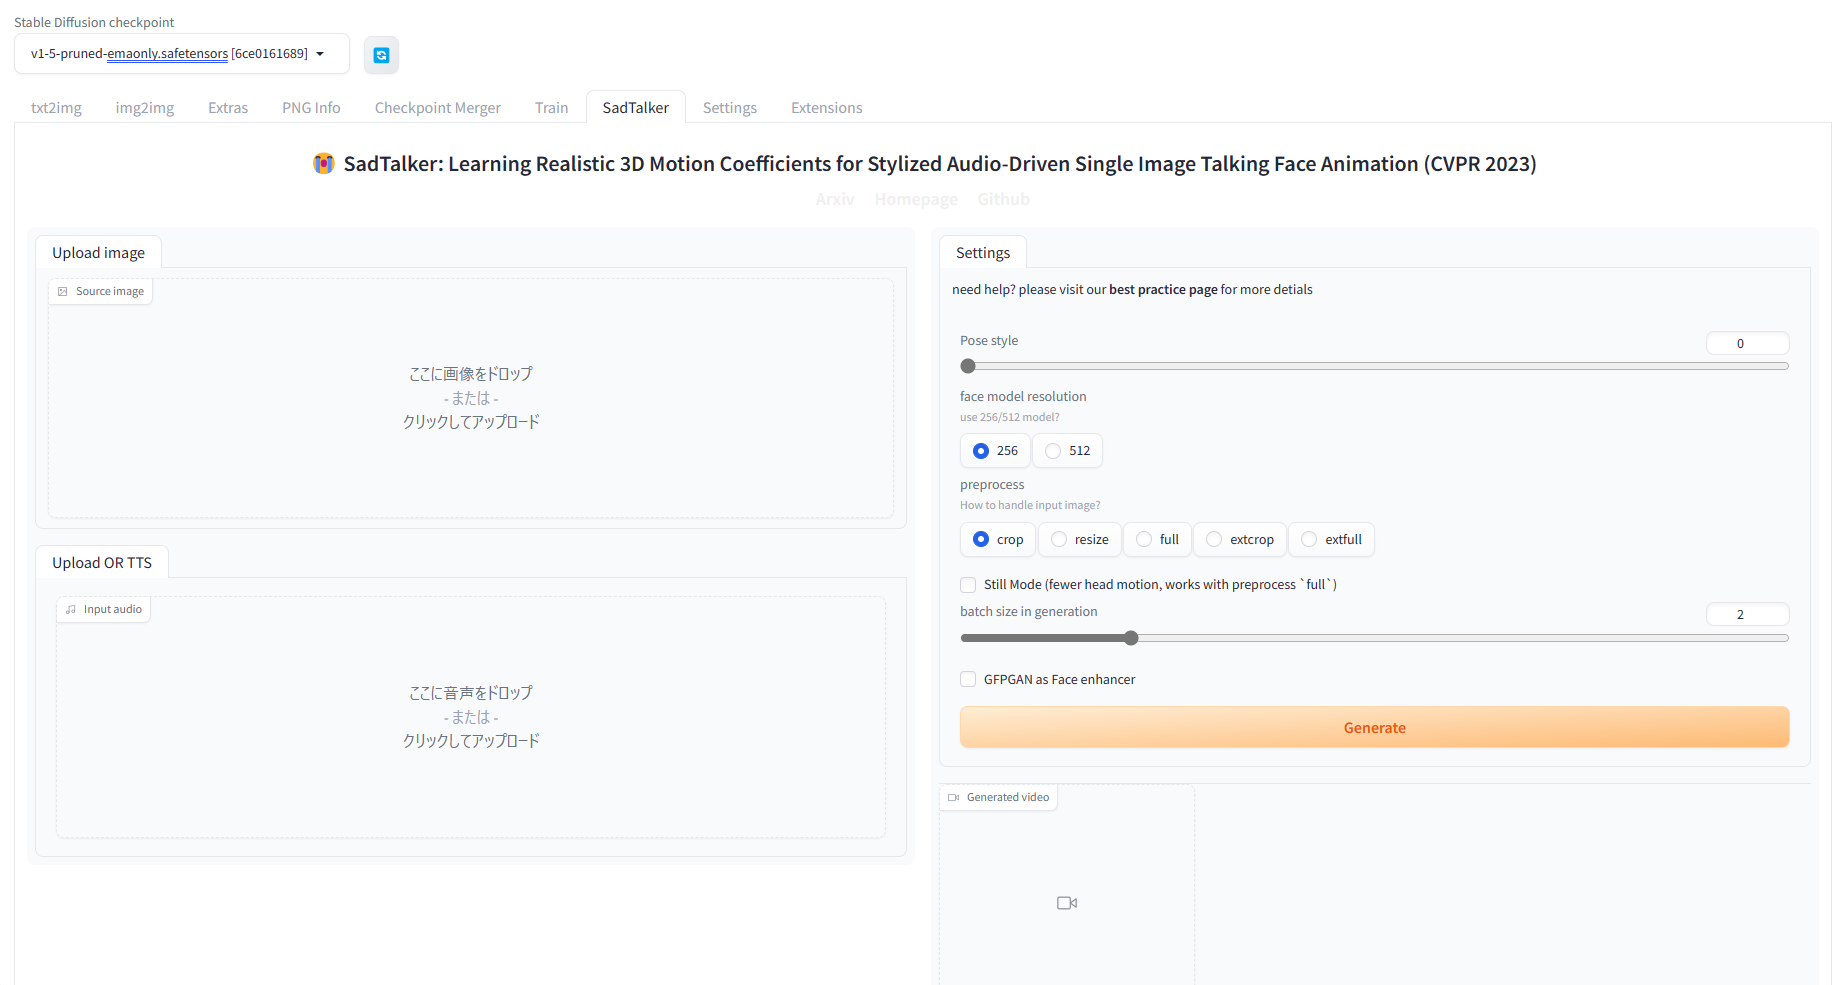 Stable Diffusion checkpoint
v1-5-pruned-emaonly.safetensors [6ce0161689]
txt2img img2img Extras PNG Info Checkpoint Merger Train SadTalker Settings Extensions
😭 SadTalker: Learning Realistic 3D Motion Coefficients for Stylized Audio-Driven Single Image Talking Face Animation (CVPR 2023)
Arxiv Homepage Github
Upload image
Source image
ここに画像をドロップ
- または -
クリックしてアップロード
Upload OR TTS
Input audio
ここに音声をドロップ
- または -
クリックしてアップロード
Settings
need help? please visit our best practice page for more detials
Pose style
0
face model resolution
use 256/512 model?
256 512
preprocess
How to handle input image?
crop resize full extcrop extfull
Still Mode (fewer head motion, works with preprocess `full`)
batch size in generation
2
GFPGAN as Face enhancer
Generate
Generated video